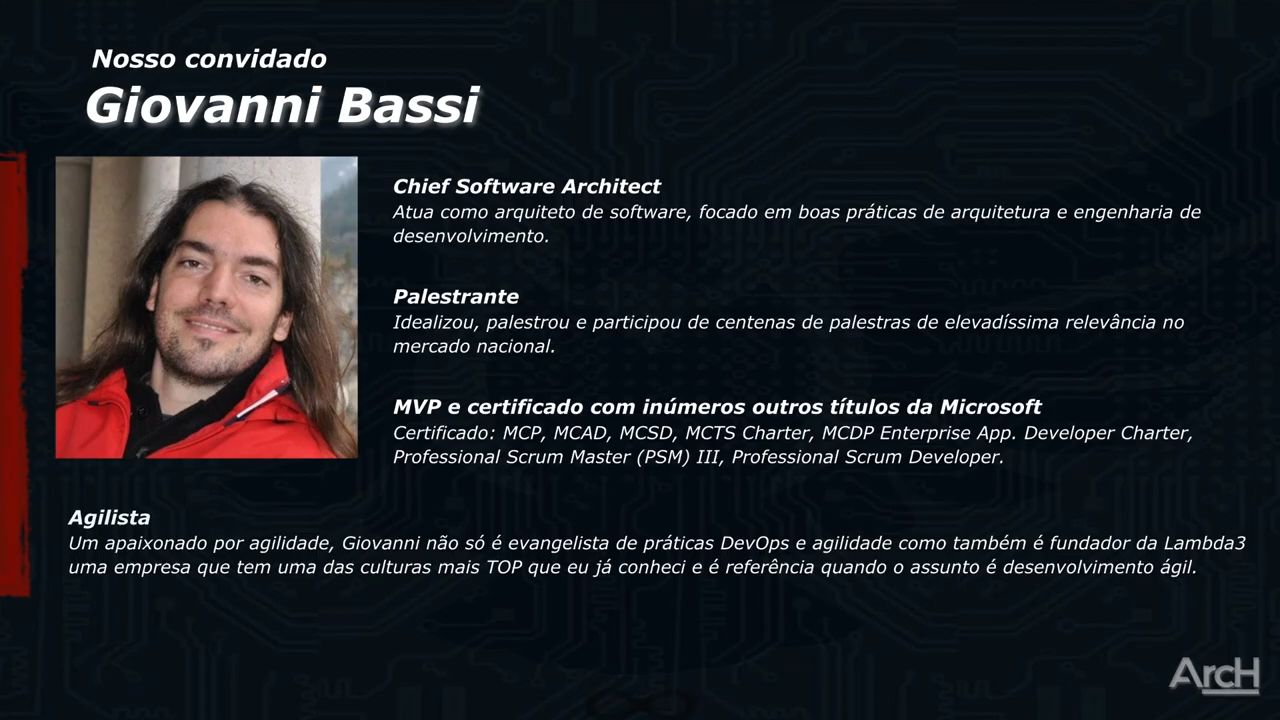 Nosso convidado
Giovanni Bassi
Chief Software Architect
Atua como arquiteto de software, focado em boas práticas de arquitetura e engenharia de
desenvolvimento.
Palestrante
Idealizou, palestrou e participou de centenas de palestras de elevadíssima relevância no
mercado nacional.
MVP e certificado com inúmeros outros títulos da Microsoft
Certificado: MCP, MCAD, MCSD, MCTS Charter, MCDP Enterprise App. Developer Charter,
Professional Scrum Master (PSM) III, Professional Scrum Developer.
Agilista
Um apaixonado por agilidade, Giovanni não só é evangelista de práticas DevOps e agilidade como também é fundador da Lambda3
uma empresa que tem uma das culturas mais TOP que eu já conheci e é referência quando o assunto é desenvolvimento ágil.
ArcH